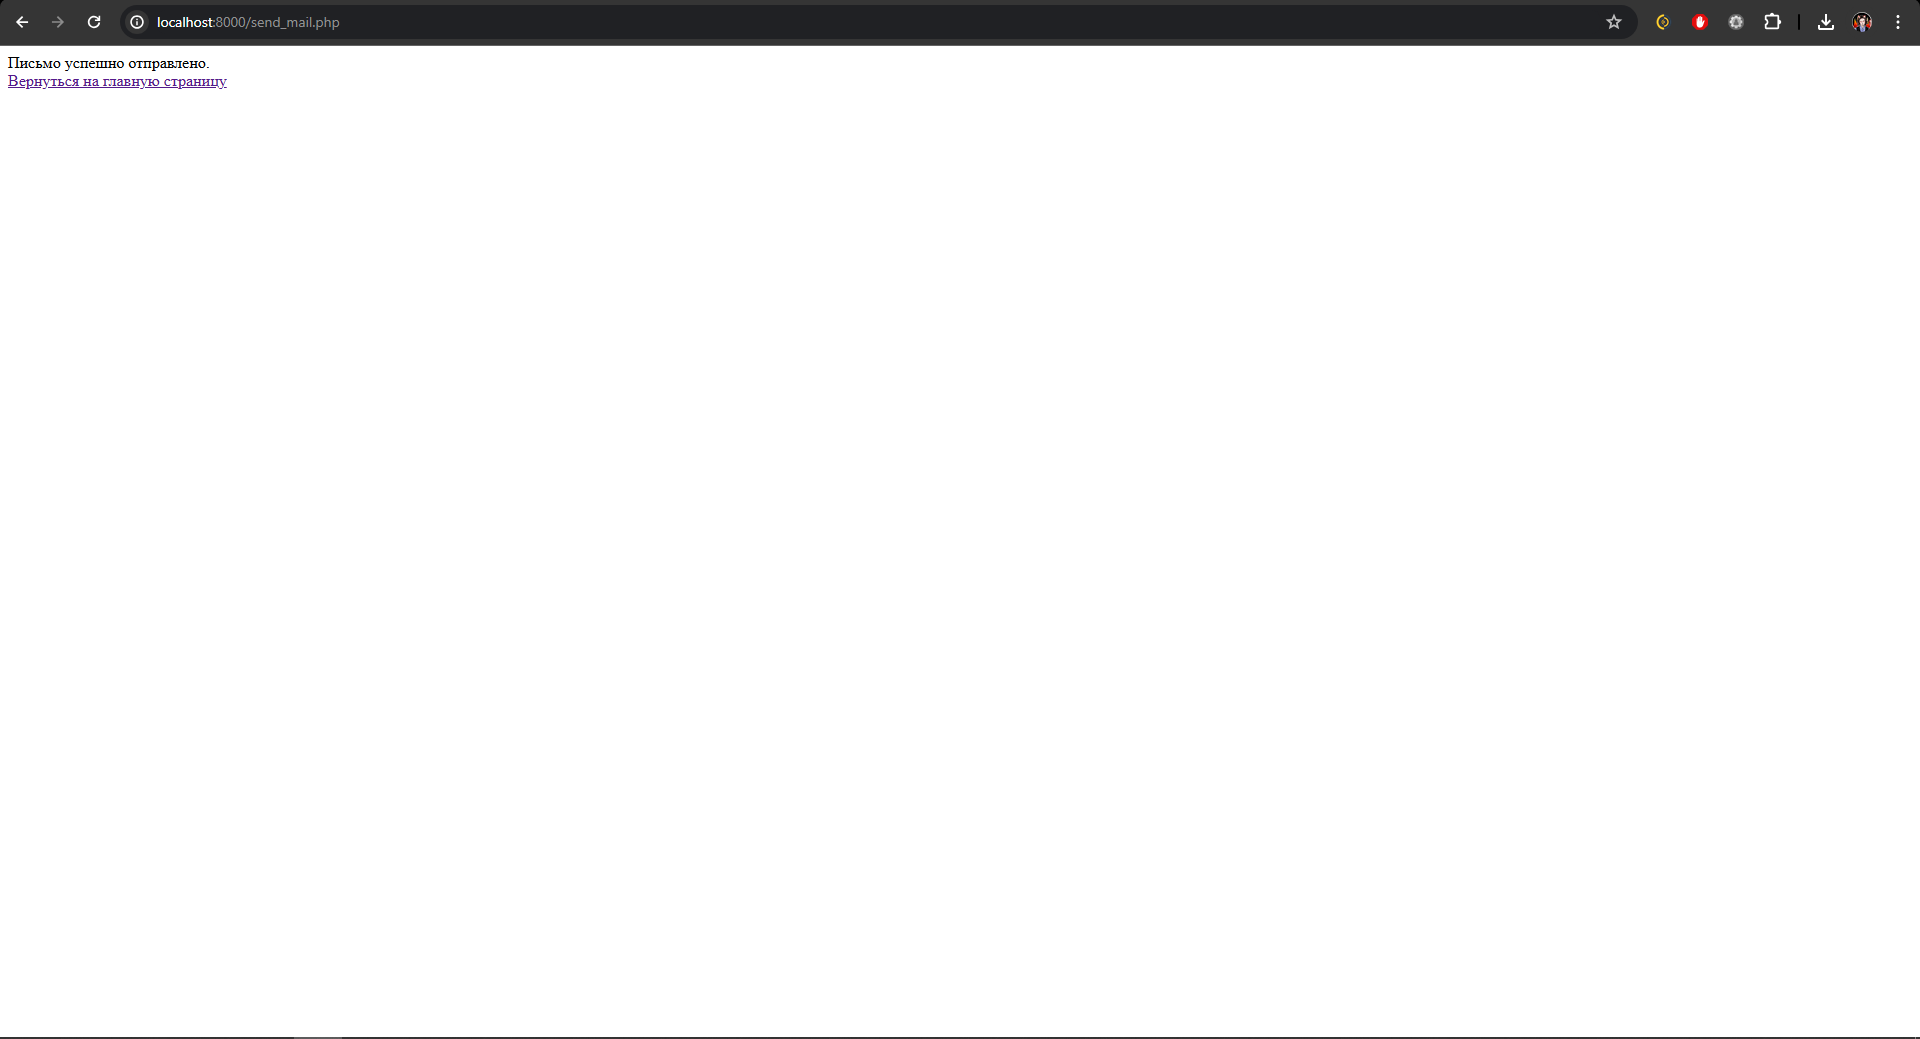 localhost:8000/send_mail.php
Письмо успешно отправлено.
Вернуться на главную страницу